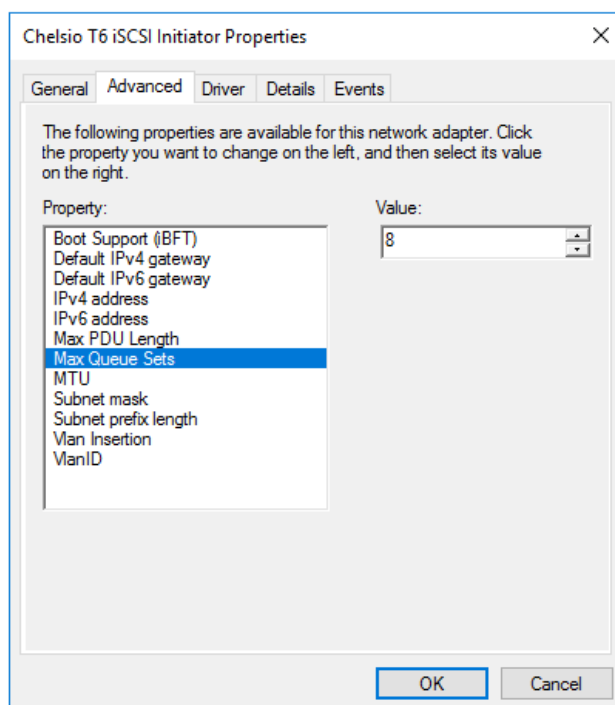 Chelsio T6 iSCSI Initiator Properties
General Advanced Driver Details Events
The following properties are available for this network adapter. Click
the property you want to change on the left, and then select its value
on the right.
Property: Value:
Boot Support (iBFT) 8
Default IPv4 gateway
Default IPv6 gateway
IPv4 address
IPv6 address
Max PDU Length
Max Queue Sets
MTU
Subnet mask
Subnet prefix length
Vlan Insertion
VlanID
OK Cancel